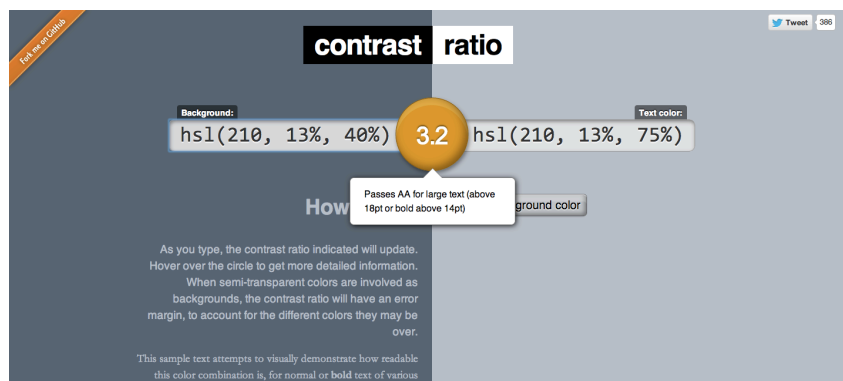 Fork me on GitHub
Tweet 386
contrast ratio
Background:
Text color:
hsl(210, 13%, 40%) 3.2 hsl(210, 13%, 75%)
Passes AA for large text (above
18pt or bold above 14pt)
How
ground color
As you type, the contrast ratio indicated will update.
Hover over the circle to get more detailed information.
When semi-transparent colors are involved as
backgrounds, the contrast ratio will have an error
margin, to account for the different colors they may be
over.
This sample text attempts to visually demonstrate how readable
this color combination is, for normal or bold text of various